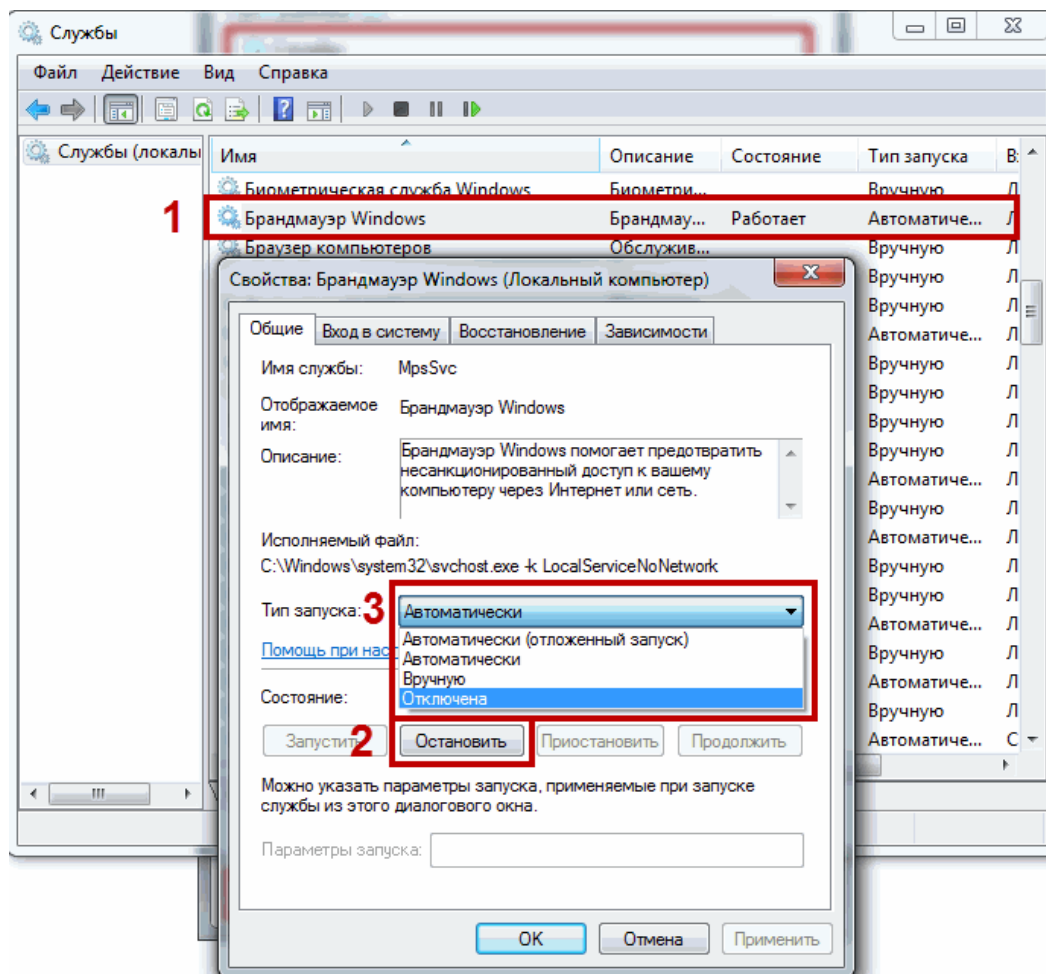 Службы
Файл Действие Вид Справка
Службы (локалы
Имя Описание Состояние Тип запуска В:
Биометрическая служба Windows Биометри... Вручную Л
1 Брандмауэр Windows Брандмау... Работает Автоматиче... Л
Браузер компьютеров Обслужив... Вручную Л
Свойства: Брандмауэр Windows (Локальный компьютер) Вручную Л
Вручную Л
Общие Вход в систему Восстановление Зависимости Автоматиче... Л
Имя службы: MpsSvc Вручную Л
Вручную Л
Отображаемое
имя: Брандмауэр Windows Вручную Л
Описание: Брандмауэр Windows помогает предотвратить Вручную Л
несанкционированный доступ к вашему
компьютеру через Интернет или сеть. Автоматиче... Л
Вручную Л
Исполняемый файл: Автоматиче... Л
C:\Windows\system32\svchost.exe -k LocalServiceNoNetwork Вручную Л
Вручную Л
Тип запуска: 3 Автоматически Автоматиче... Л
Автоматически (отложенный запуск)
Помощь при нас Автоматически Вручную Л
Вручную Автоматиче... Л
Состояние: Отключена Вручную Л
Запустить 2 Остановить Приостановить Продолжить Автоматиче... С
Можно указать параметры запуска, применяемые при запуске
службы из этого диалогового окна.
Параметры запуска:
OK Отмена Применить